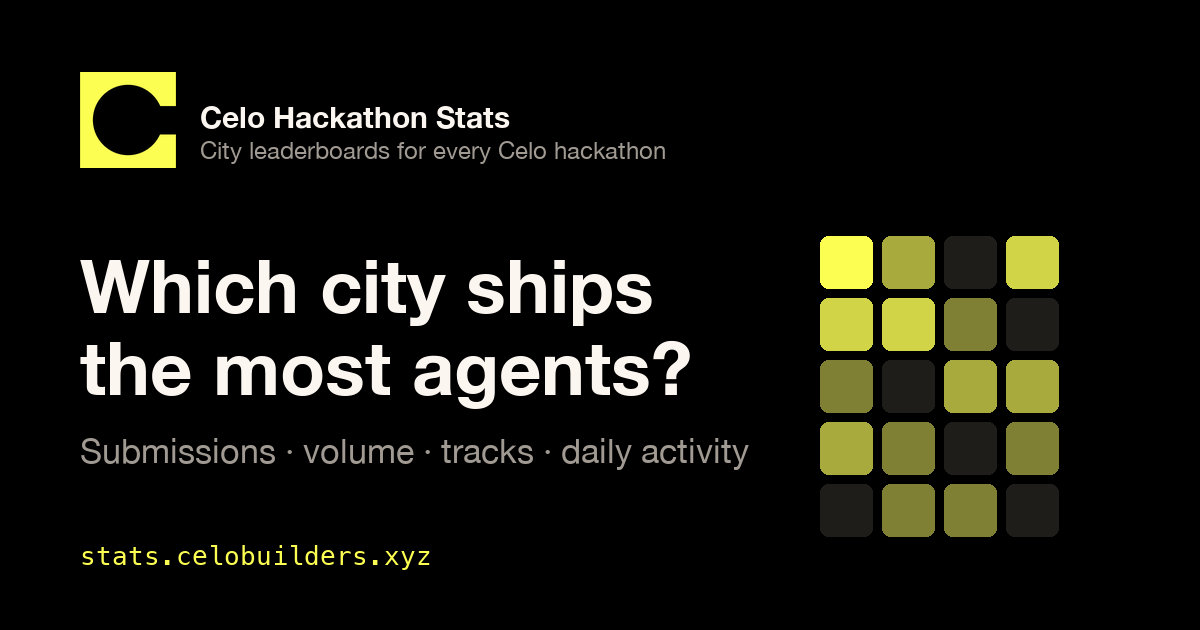 Celo Hackathon Stats
City leaderboards for every Celo hackathon
Which city ships
the most agents?
Submissions · volume · tracks · daily activity
stats.celobuilders.xyz